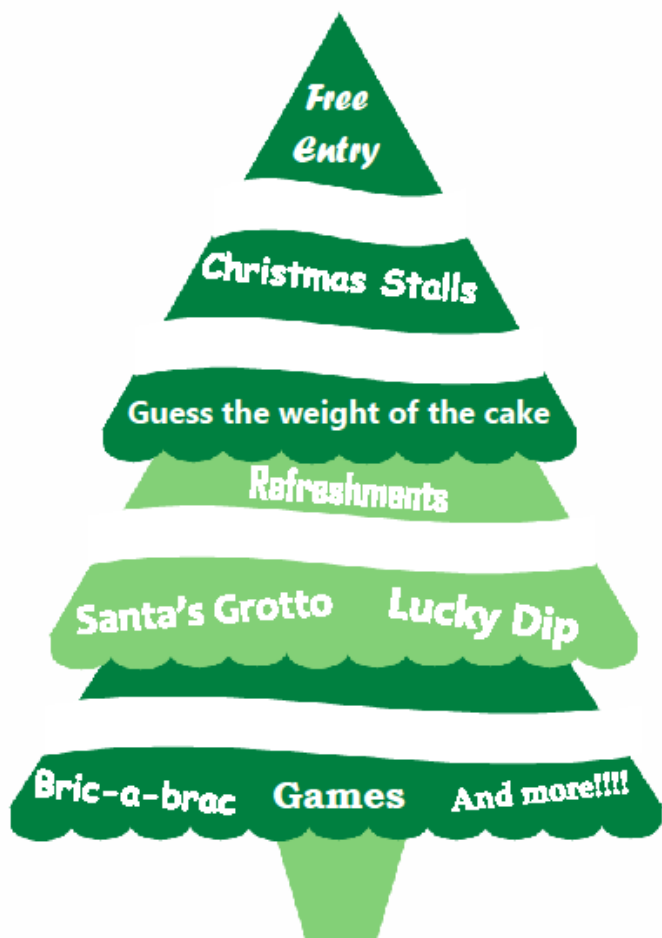 Free
Entry
Christmas Stalls
Guess the weight of the cake
Refreshments
Santa's Grotto
Lucky Dip
Bric-a-brac
Games
And more!!!!